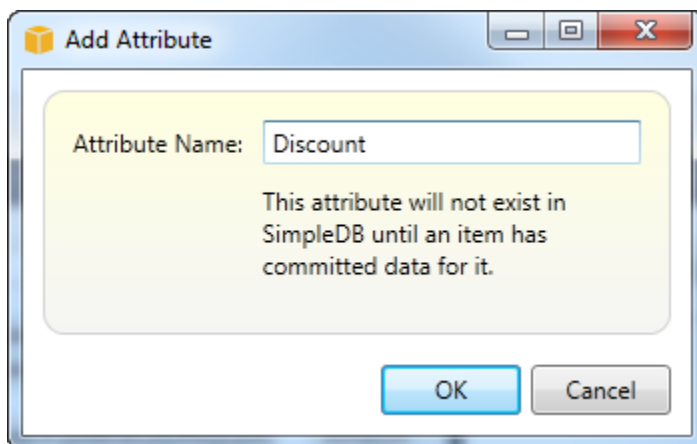 Add Attribute
Attribute Name: Discount
This attribute will not exist in
SimpleDB until an item has
committed data for it.
OK Cancel